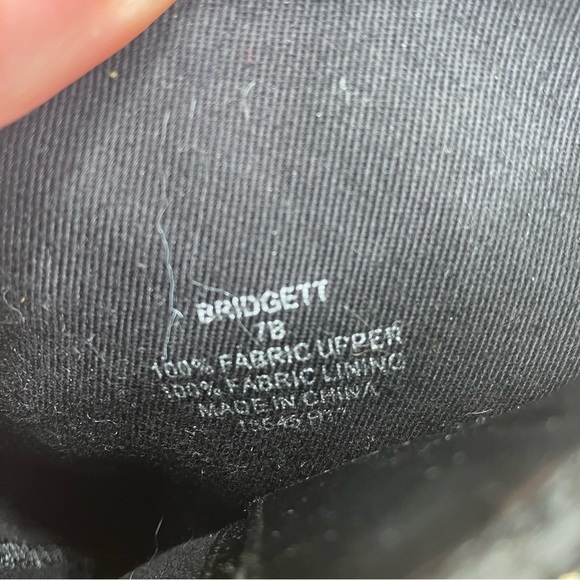 BRIDGETT
7B
100% FABRIC UPPER
100% FABRIC LINING
MADE IN CHINA